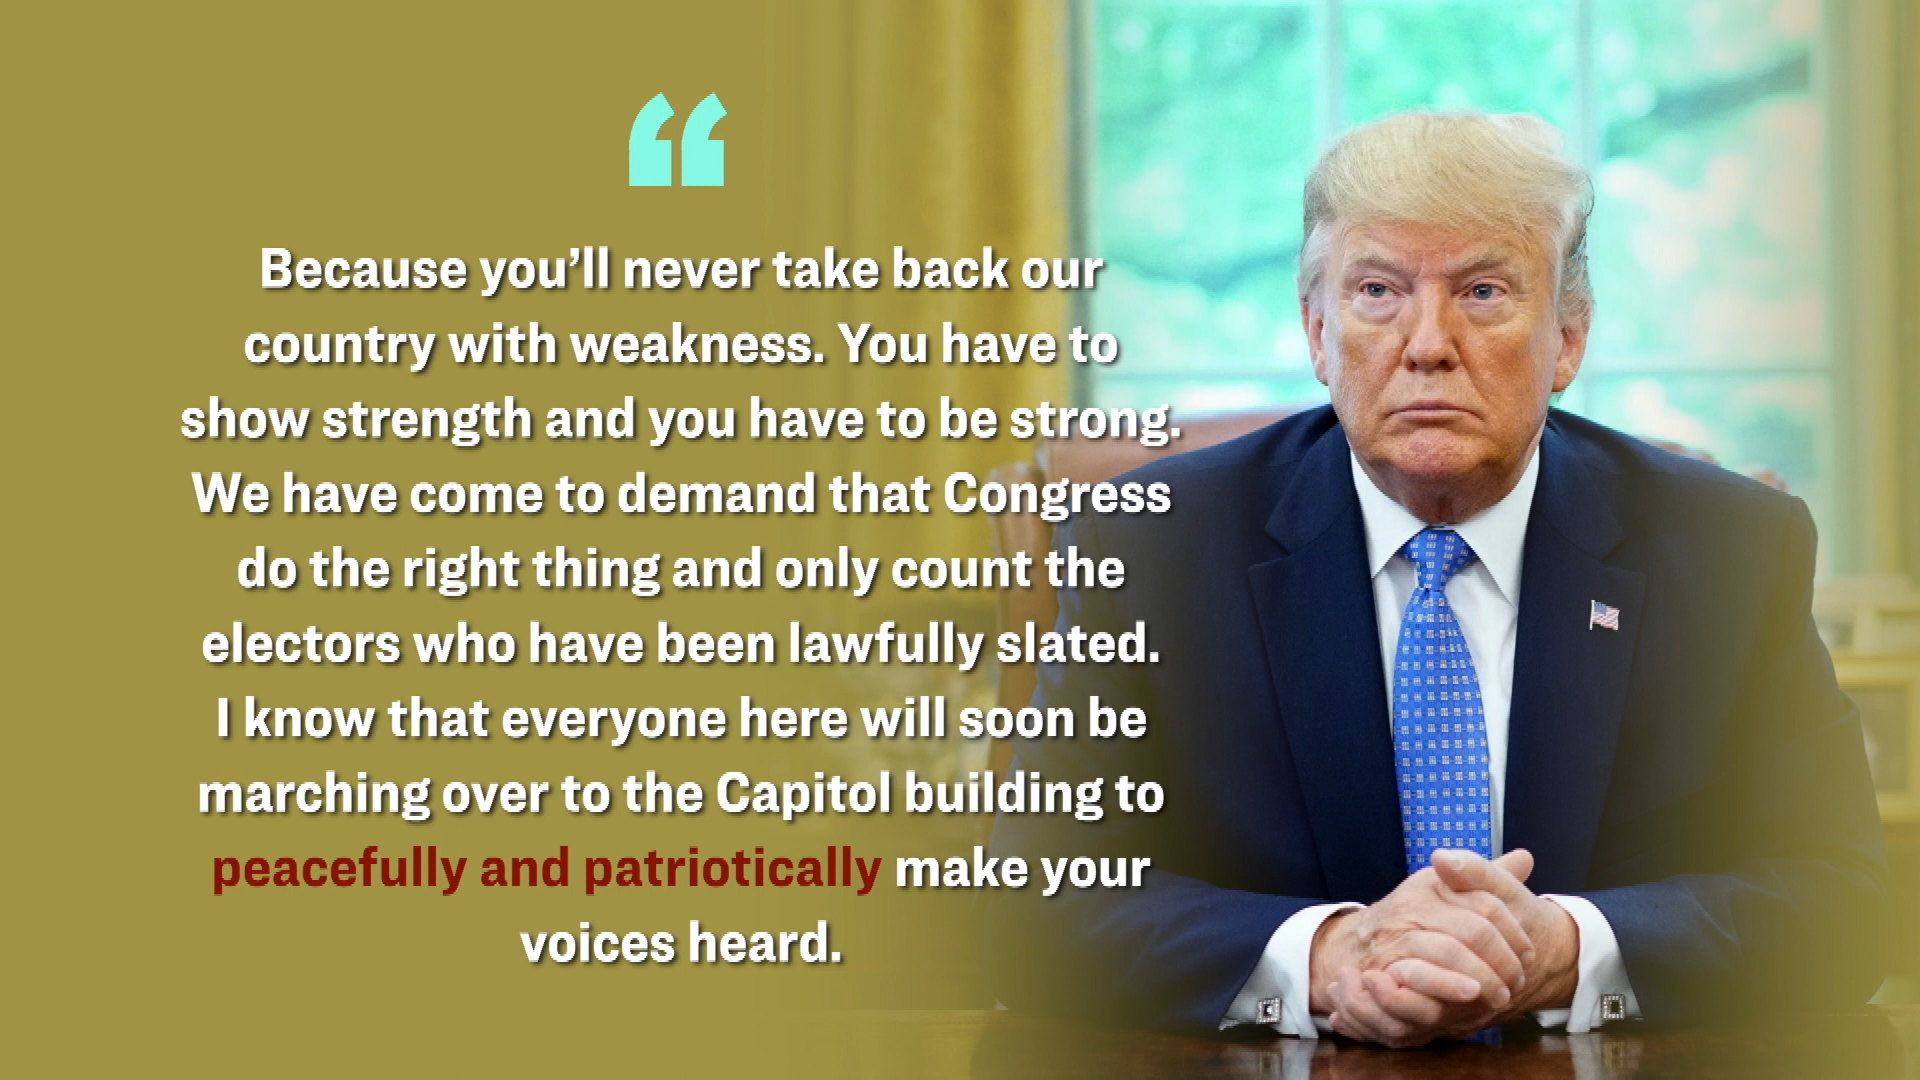 “
Because you’ll never take back our
country with weakness. You have to
show strength and you have to be strong.
We have come to demand that Congress
do the right thing and only count the
electors who have been lawfully slated.
I know that everyone here will soon be
marching over to the Capitol building to
peacefully and patriotically make your
voices heard.